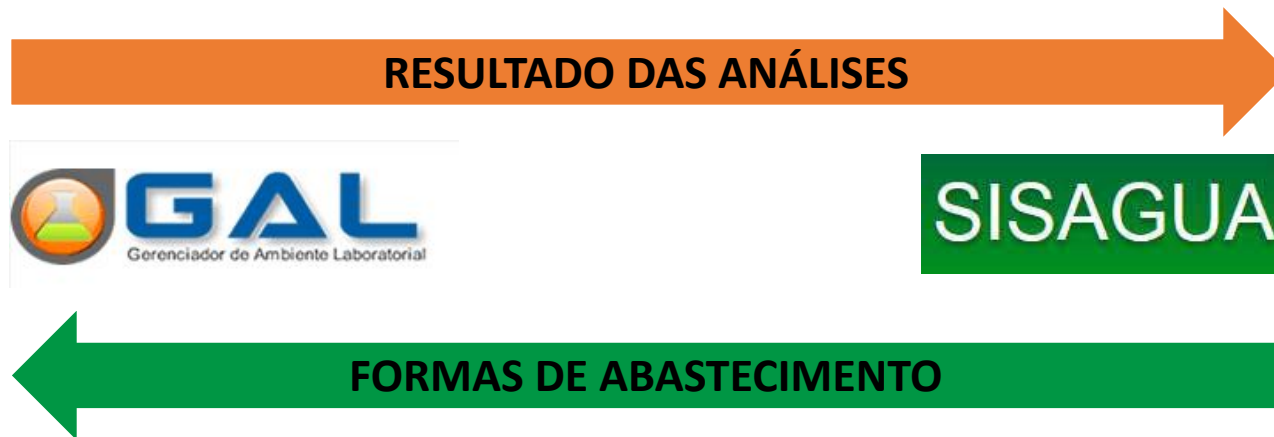 RESULTADO DAS ANÁLISES
GAL
Gerenciador de Ambiente Laboratorial
SISAGUA
FORMAS DE ABASTECIMENTO